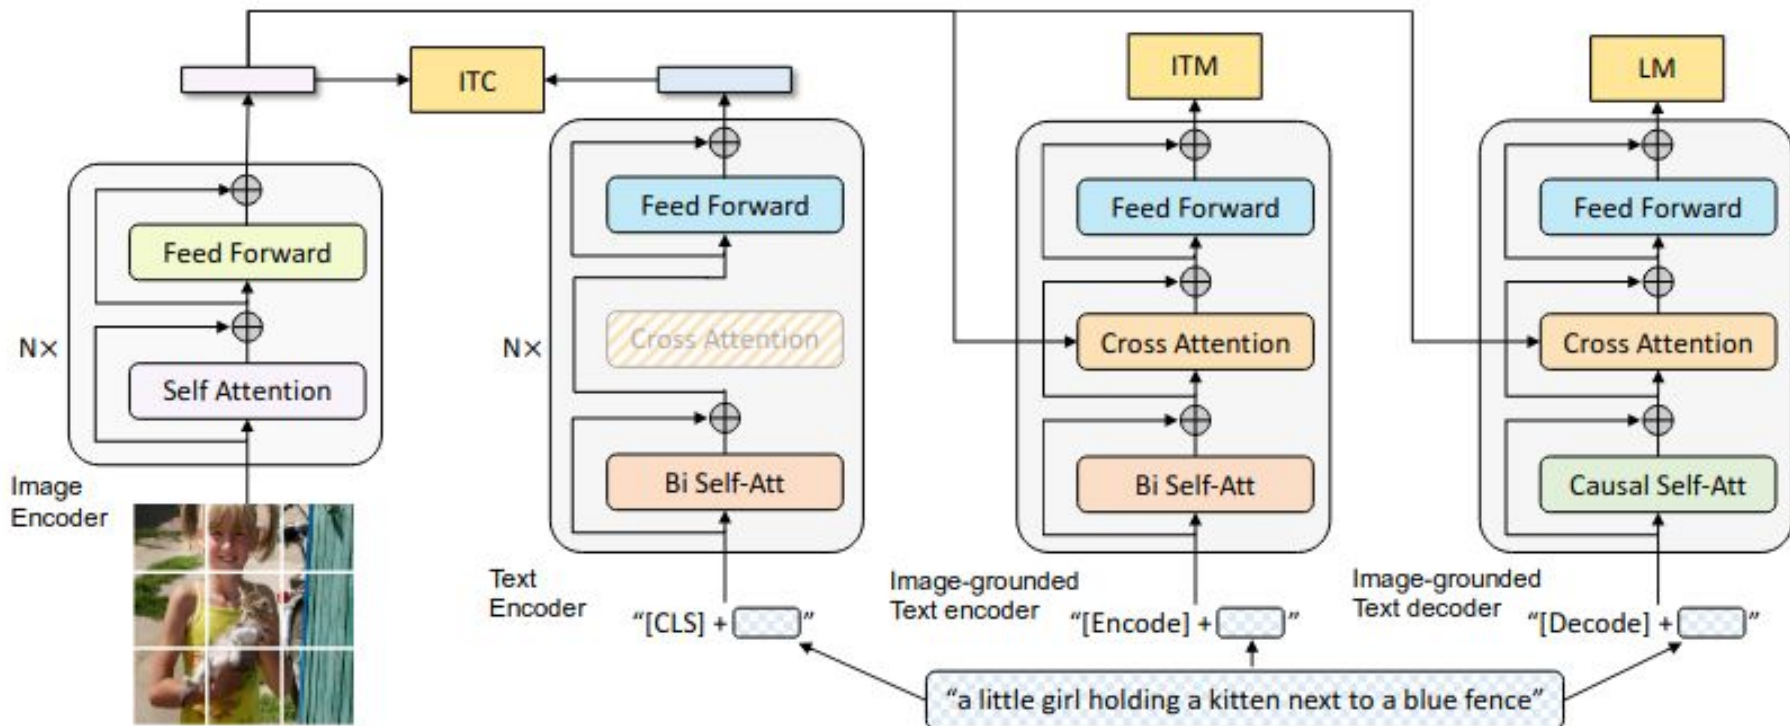 ITC
ITM
LM
Feed Forward
Self Attention
N×
Image
Encoder
Feed Forward
Cross Attention
Bi Self-Att
N×
Text
Encoder
“[CLS] + ”
Feed Forward
Cross Attention
Bi Self-Att
Image-grounded
Text encoder
“[Encode] + ”
Feed Forward
Cross Attention
Causal Self-Att
Image-grounded
Text decoder
“[Decode] + ”
“a little girl holding a kitten next to a blue fence”